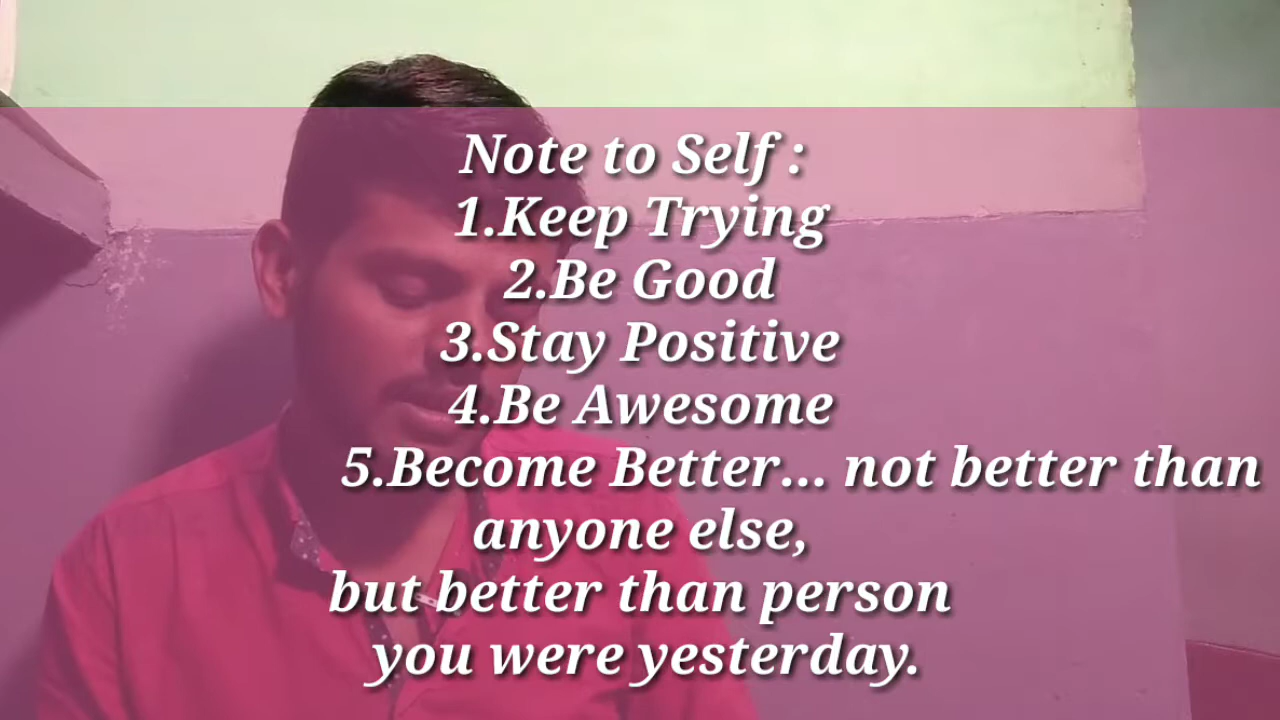 Note to Self :
1.Keep Trying
2.Be Good
3.Stay Positive
4.Be Awesome
5.Become Better... not better than
anyone else,
but better than person
you were yesterday.